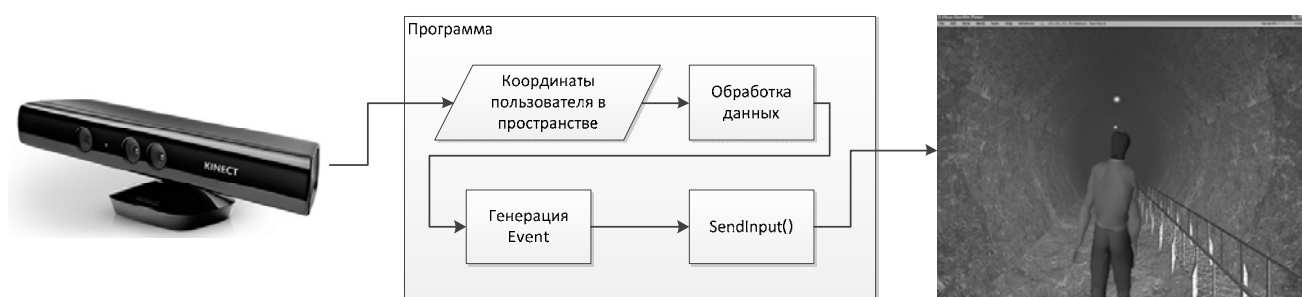 Программа
Координаты
пользователя в
пространстве
Обработка
данных
KINECT
Генерация
Event
SendInput()